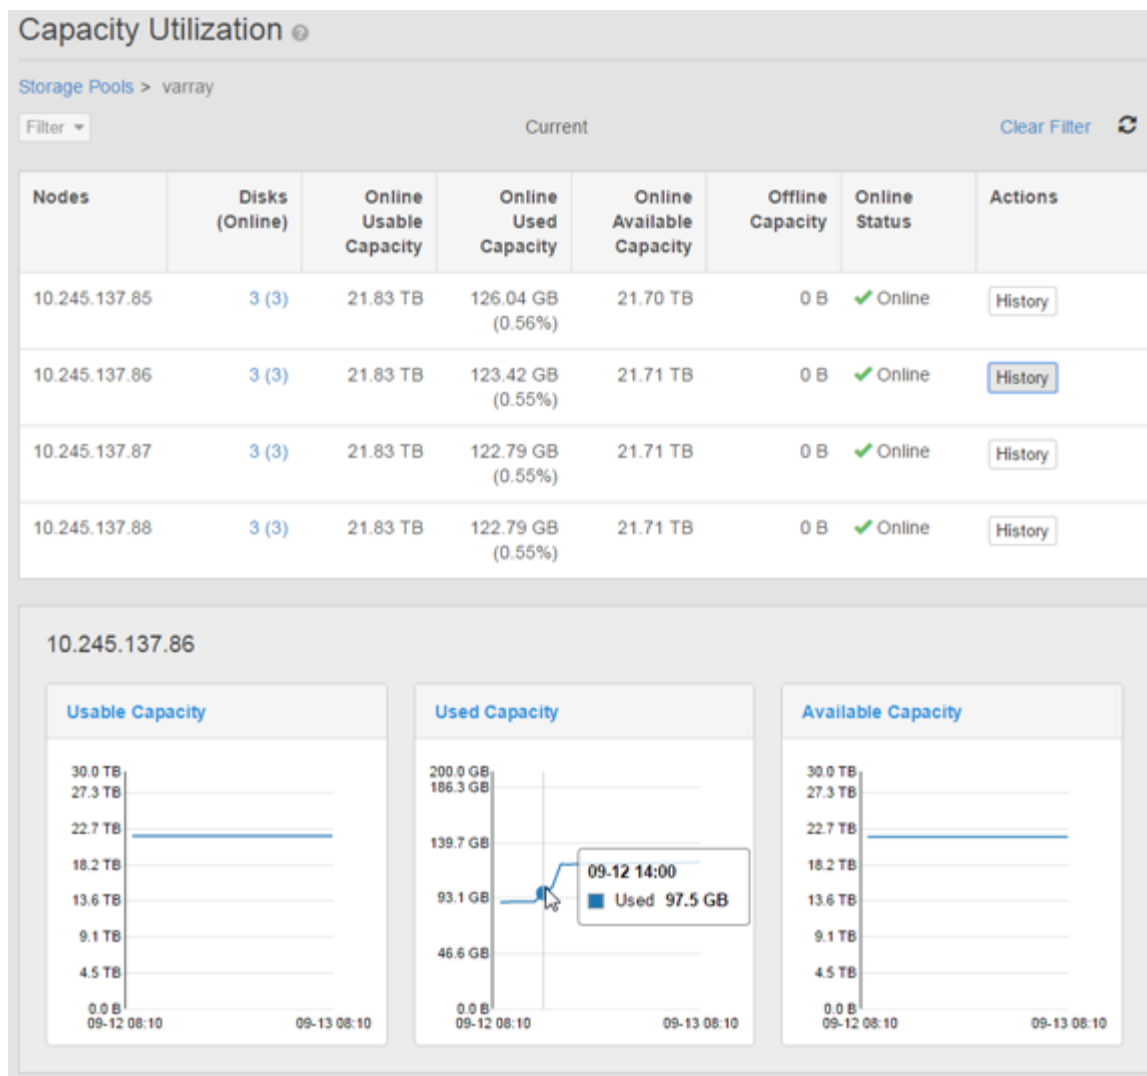 Capacity Utilization ?
Storage Pools > varray
Filter Current Clear Filter
Nodes Disks (Online) Online Usable Capacity Online Used Capacity Online Available Capacity Offline Capacity Online Status Actions
10.245.137.85 3 (3) 21.83 TB 126.04 GB (0.56%) 21.70 TB 0 B Online History
10.245.137.86 3 (3) 21.83 TB 123.42 GB (0.55%) 21.71 TB 0 B Online History
10.245.137.87 3 (3) 21.83 TB 122.79 GB (0.55%) 21.71 TB 0 B Online History
10.245.137.88 3 (3) 21.83 TB 122.79 GB (0.55%) 21.71 TB 0 B Online History
10.245.137.86
Usable Capacity
30.0 TB
27.3 TB
22.7 TB
18.2 TB
13.6 TB
9.1 TB
4.5 TB
0.0 B
09-12 08:10 09-13 08:10
Used Capacity
200.0 GB
186.3 GB
139.7 GB
93.1 GB
46.6 GB
0.0 B
09-12 08:10 09-13 08:10
09-12 14:00
Used 97.5 GB
Available Capacity
30.0 TB
27.3 TB
22.7 TB
18.2 TB
13.6 TB
9.1 TB
4.5 TB
0.0 B
09-12 08:10 09-13 08:10